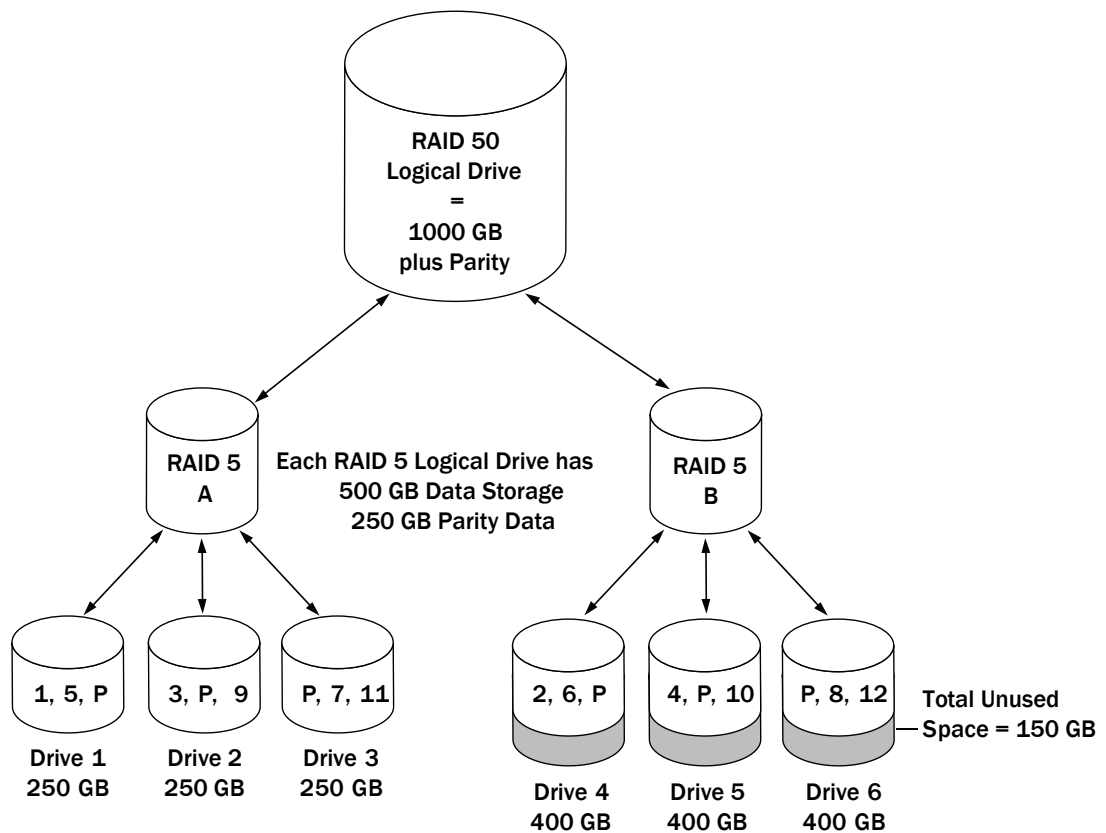 RAID 50
Logical Drive
=
1000 GB
plus Parity
RAID 5
A
Each RAID 5 Logical Drive has
500 GB Data Storage
250 GB Parity Data
RAID 5
B
1, 5, P
3, P, 9
P, 7, 11
2, 6, P
4, P, 10
P, 8, 12
Total Unused
Space = 150 GB
Drive 1
250 GB
Drive 2
250 GB
Drive 3
250 GB
Drive 4
400 GB
Drive 5
400 GB
Drive 6
400 GB